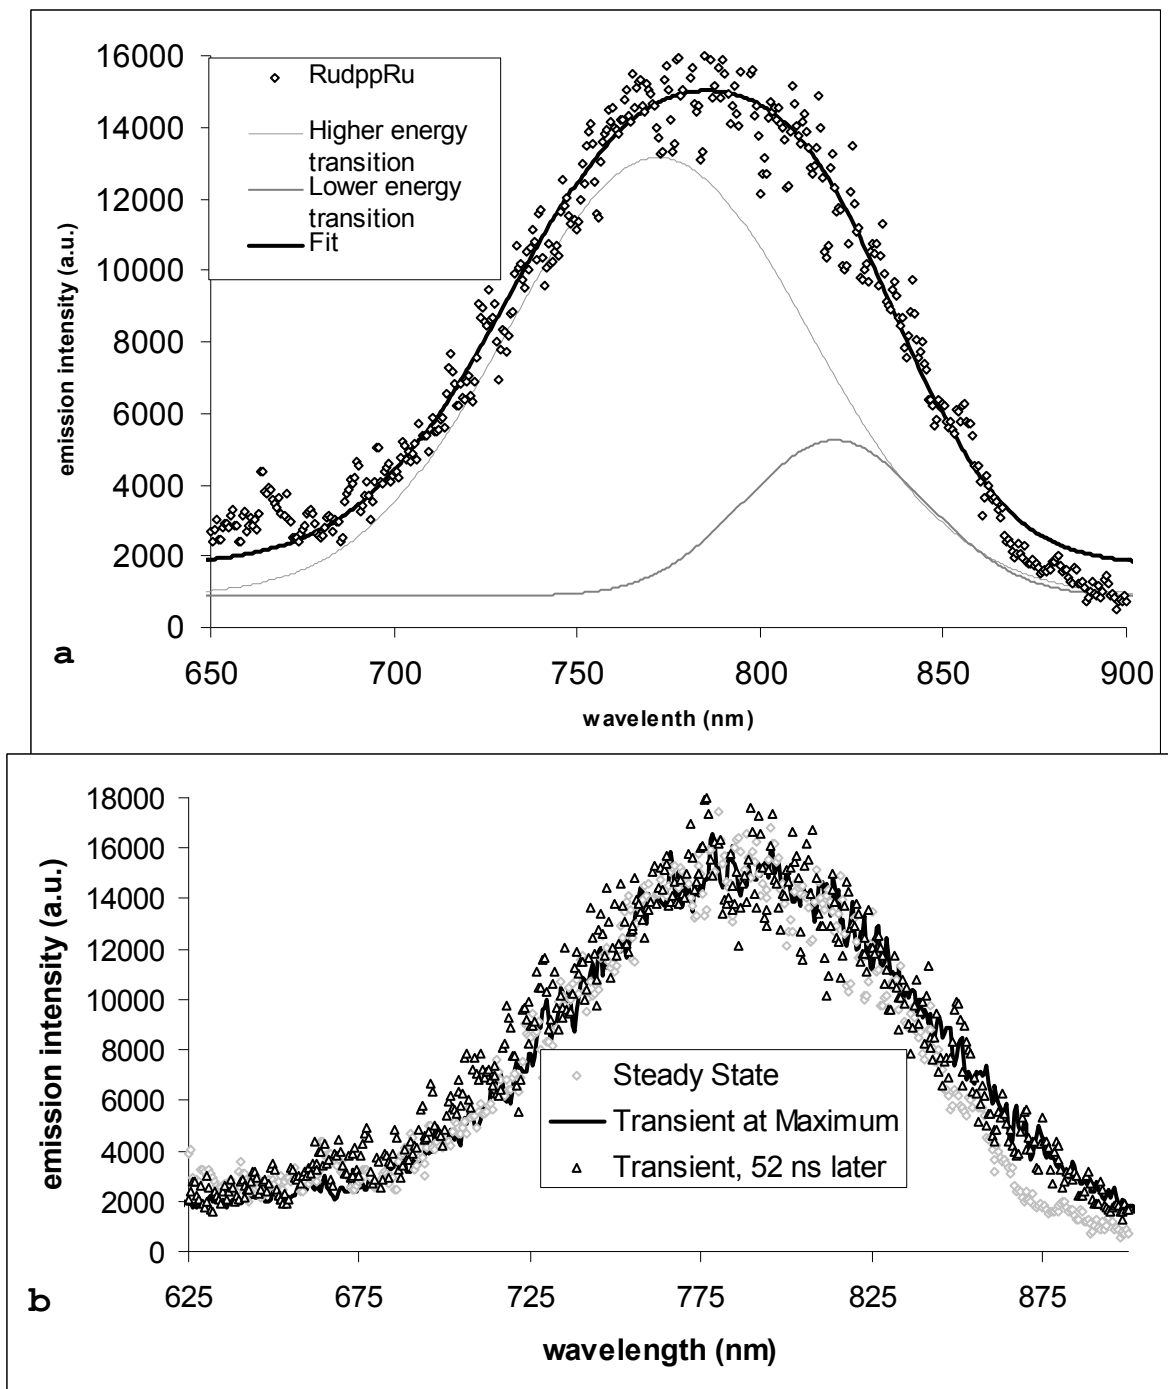 16000
14000
12000
10000
8000
6000
4000
2000
0
emission intensity (a.u.)
RudppRu
Higher energy
transition
Lower energy
transition
Fit
a
650 700 750 800 850 900
wavelenth (nm)
18000
16000
14000
12000
10000
8000
6000
4000
2000
0
emission intensity (a.u.)
Steady State
Transient at Maximum
Transient, 52 ns later
b
625 675 725 775 825 875
wavelength (nm)